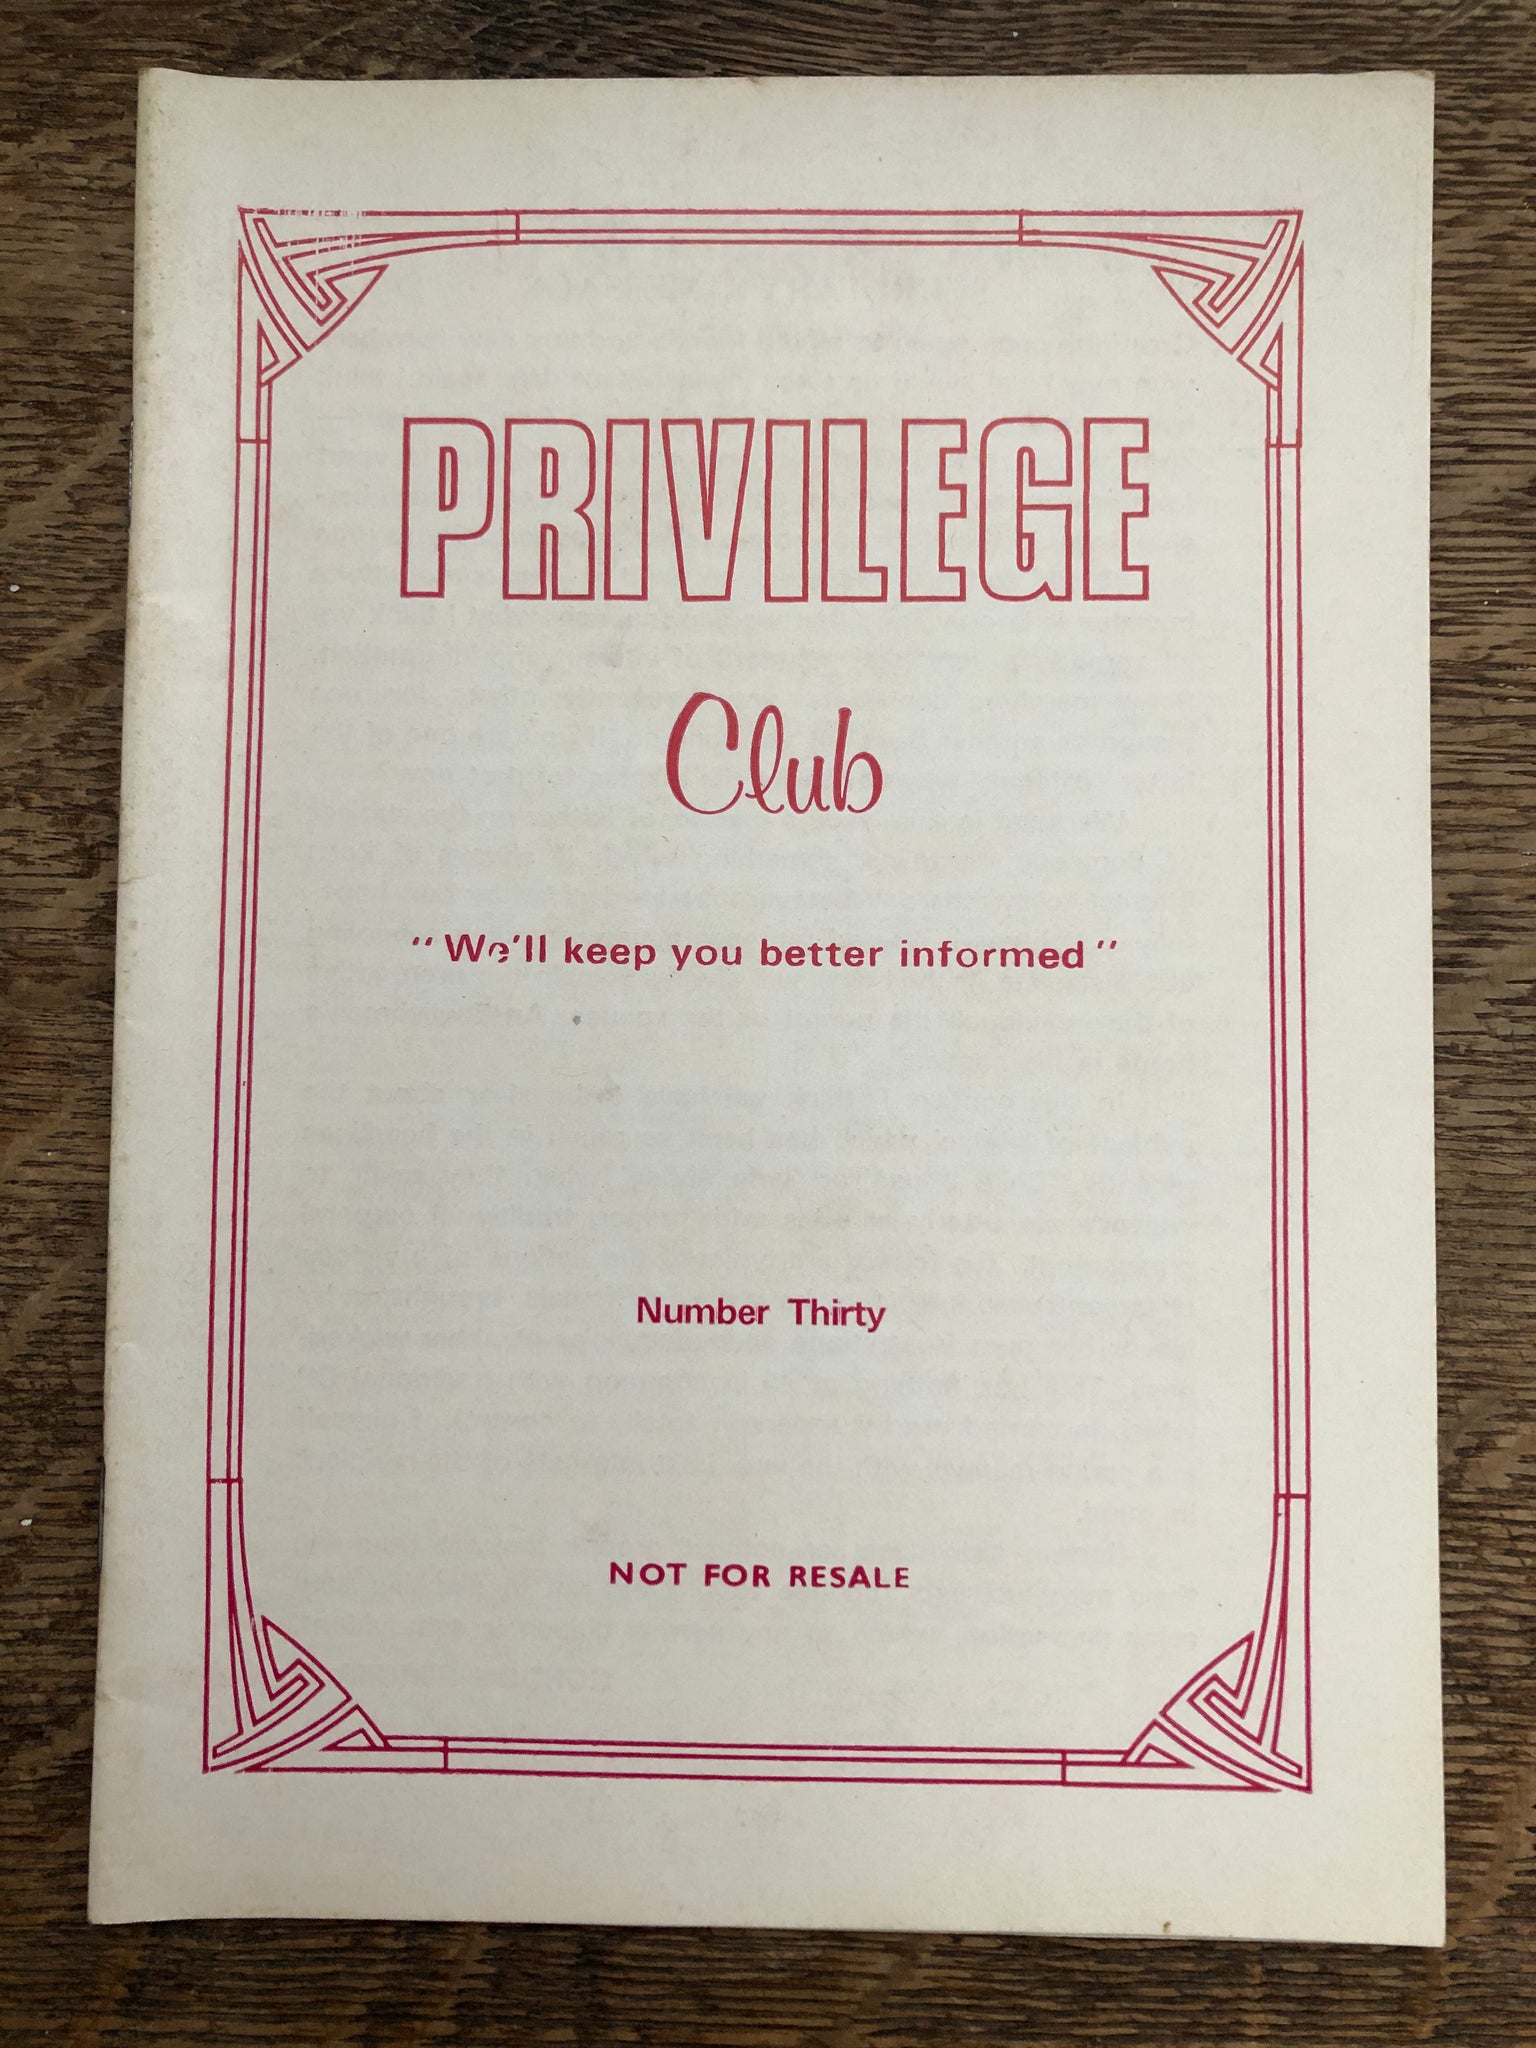 PRIVILEGE
Club
"We'll keep you better informed"
Number Thirty
NOT FOR RESALE